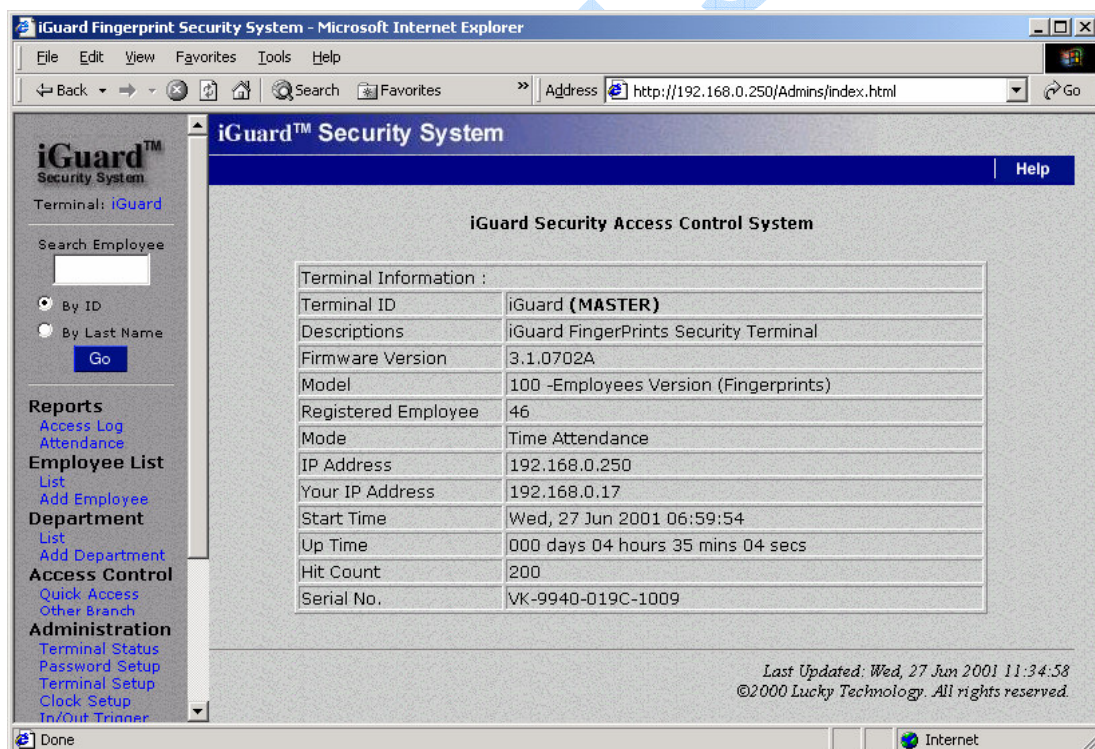 iGuard Fingerprint Security System - Microsoft Internet Explorer
File Edit View Favorites Tools Help
Back Search Favorites » Address http://192.168.0.250/Admins/index.html Go
iGuard™ Security System
Help
iGuard™
Security System
Terminal: iGuard
Search Employee
By ID
By Last Name
Go
Reports
Access Log
Attendance
Employee List
List
Add Employee
Department
List
Add Department
Access Control
Quick Access
Other Branch
Administration
Terminal Status
Password Setup
Terminal Setup
Clock Setup
In/Out Trigger
iGuard Security Access Control System
Terminal Information :
Terminal ID iGuard (MASTER)
Descriptions iGuard FingerPrints Security Terminal
Firmware Version 3.1.0702A
Model 100 -Employees Version (Fingerprints)
Registered Employee 46
Mode Time Attendance
IP Address 192.168.0.250
Your IP Address 192.168.0.17
Start Time Wed, 27 Jun 2001 06:59:54
Up Time 000 days 04 hours 35 mins 04 secs
Hit Count 200
Serial No. VK-9940-019C-1009
Last Updated: Wed, 27 Jun 2001 11:34:58
©2000 Lucky Technology. All rights reserved.
Done Internet